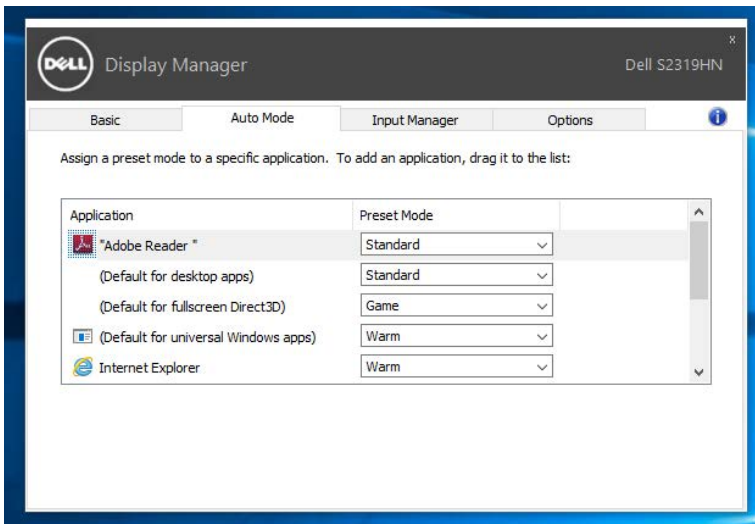 DELL Display Manager Dell S2319HN x
Basic Auto Mode Input Manager Options i
Assign a preset mode to a specific application. To add an application, drag it to the list:
Application Preset Mode
"Adobe Reader " Standard
(Default for desktop apps) Standard
(Default for fullscreen Direct3D) Game
(Default for universal Windows apps) Warm
Internet Explorer Warm